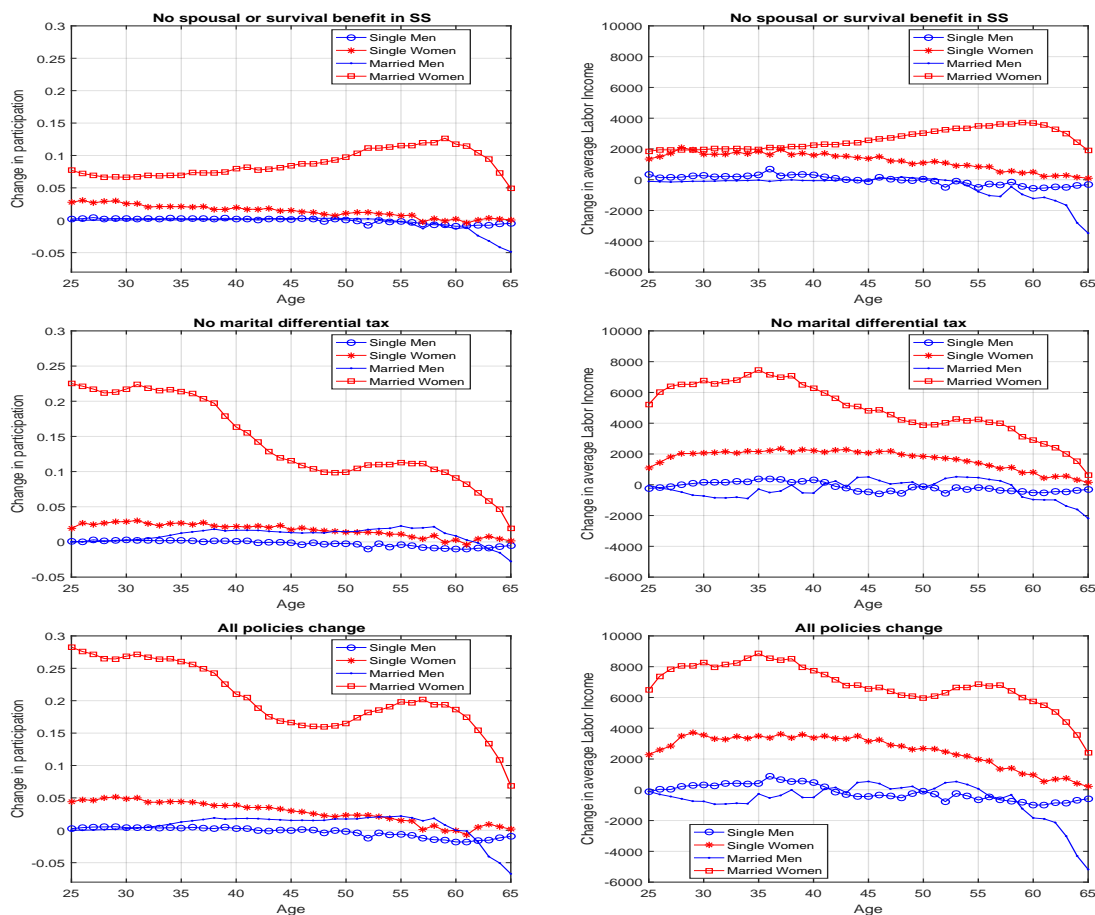 No spousal or survival benefit in SS
Change in participation
0.3
0.25
0.2
0.15
0.1
0.05
0
-0.05
25 30 35 40 45 50 55 60 65
Age
Single Men
Single Women
Married Men
Married Women
No spousal or survival benefit in SS
Change in average Labor Income
10000
8000
6000
4000
2000
0
-2000
-4000
-6000
25 30 35 40 45 50 55 60 65
Age
Single Men
Single Women
Married Men
Married Women
No marital differential tax
Change in participation
0.3
0.25
0.2
0.15
0.1
0.05
0
-0.05
25 30 35 40 45 50 55 60 65
Age
Single Men
Single Women
Married Men
Married Women
No marital differential tax
Change in average Labor Income
10000
8000
6000
4000
2000
0
-2000
-4000
-6000
25 30 35 40 45 50 55 60 65
Age
Single Men
Single Women
Married Men
Married Women
All policies change
Change in participation
0.3
0.25
0.2
0.15
0.1
0.05
0
-0.05
25 30 35 40 45 50 55 60 65
Age
Single Men
Single Women
Married Men
Married Women
All policies change
Change in average Labor Income
10000
8000
6000
4000
2000
0
-2000
-4000
-6000
25 30 35 40 45 50 55 60 65
Age
Single Men
Single Women
Married Men
Married Women